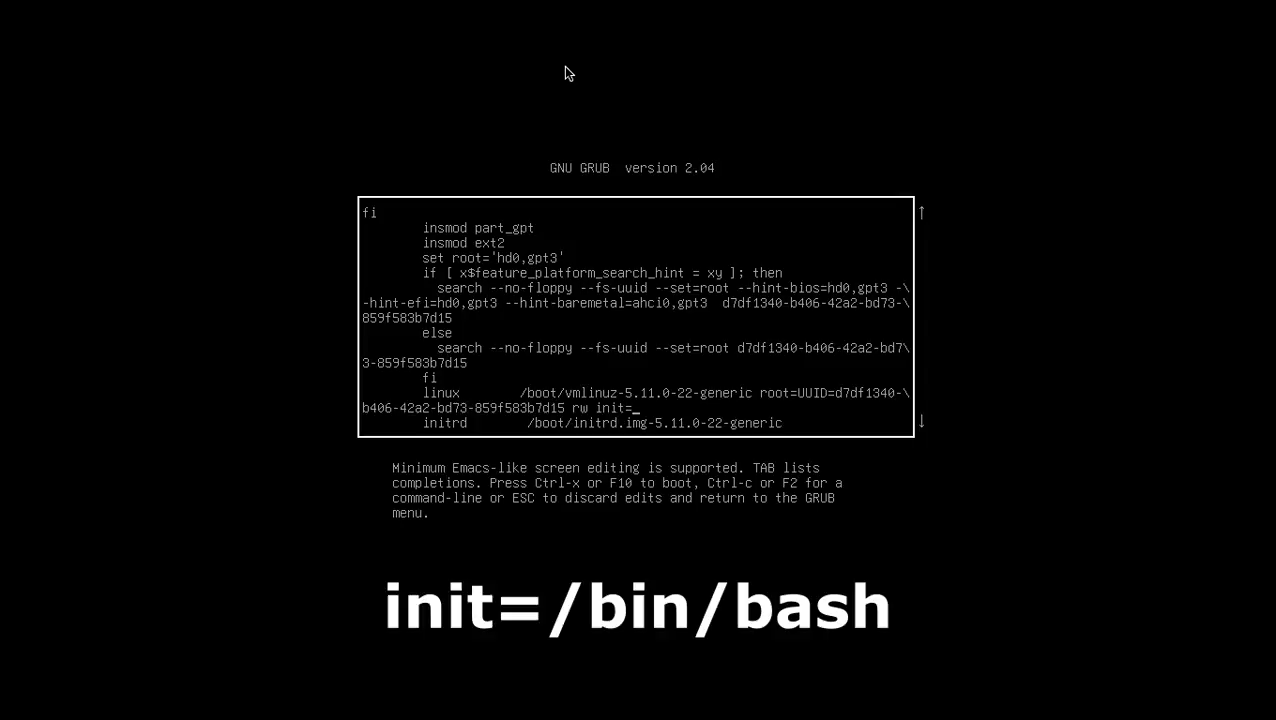 GNU GRUB  version 2.04
fi
insmod part_gpt
insmod ext2
set root='hd0,gpt3'
if [ x$feature_platform_search_hint = xy ]; then
search --no-floppy --fs-uuid --set=root --hint-bios=hd0,gpt3 -\
-hint-efi=hd0,gpt3 --hint-baremetal=ahci0,gpt3  d7df1340-b406-42a2-bd73-\
859f583b7d15
else
search --no-floppy --fs-uuid --set=root d7df1340-b406-42a2-bd7\
3-859f583b7d15
fi
linux        /boot/vmlinuz-5.11.0-22-generic root=UUID=d7df1340-\
b406-42a2-bd73-859f583b7d15 rw init=_
initrd        /boot/initrd.img-5.11.0-22-generic
Minimum Emacs-like screen editing is supported. TAB lists
completions. Press Ctrl-x or F10 to boot, Ctrl-c or F2 for a
command-line or ESC to discard edits and return to the GRUB
menu.
init=/bin/bash